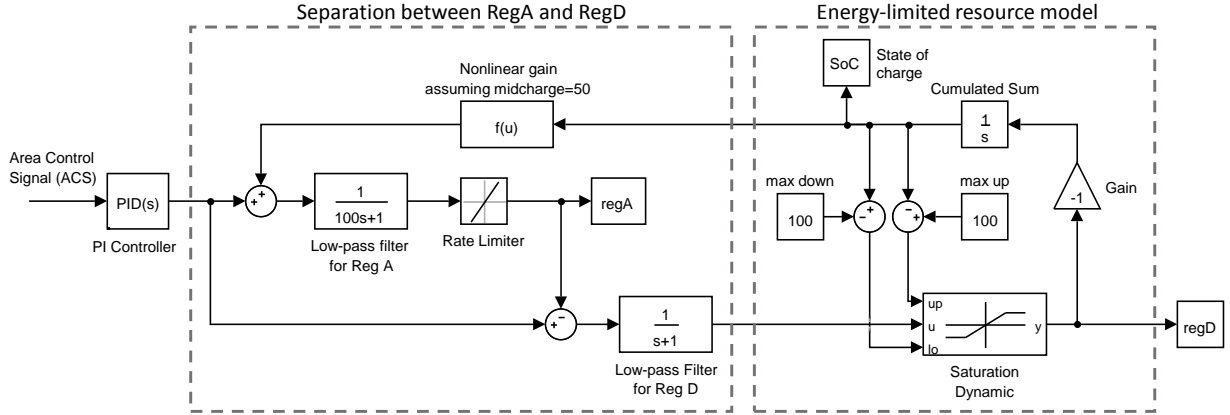 Separation between RegA and RegD
Energy-limited resource model
Nonlinear gain
assuming midcharge=50
f(u)
SoC
State of
charge
Cumulated Sum
1
s
Area Control
Signal (ACS)
PID(s)
PI Controller
+
+
1
100s+1
Low-pass filter
for Reg A
Rate Limiter
regA
max down
100
−
+
−
+
max up
100
-1
Gain
+
−
1
s+1
Low-pass Filter
for Reg D
up
u
lo
y
Saturation
Dynamic
regD